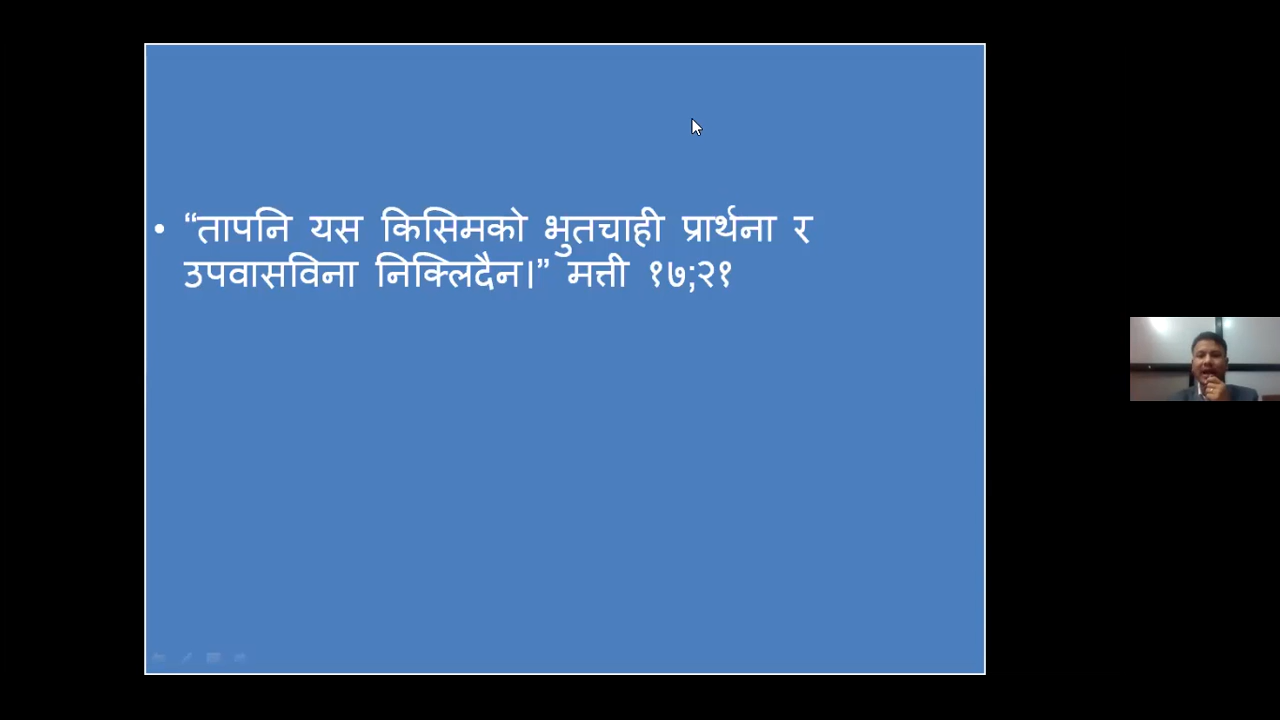 • “तापनि यस किसिमको भुतचाही प्रार्थना र
उपवासविना निक्लिदैन।” मत्ती १७;२१